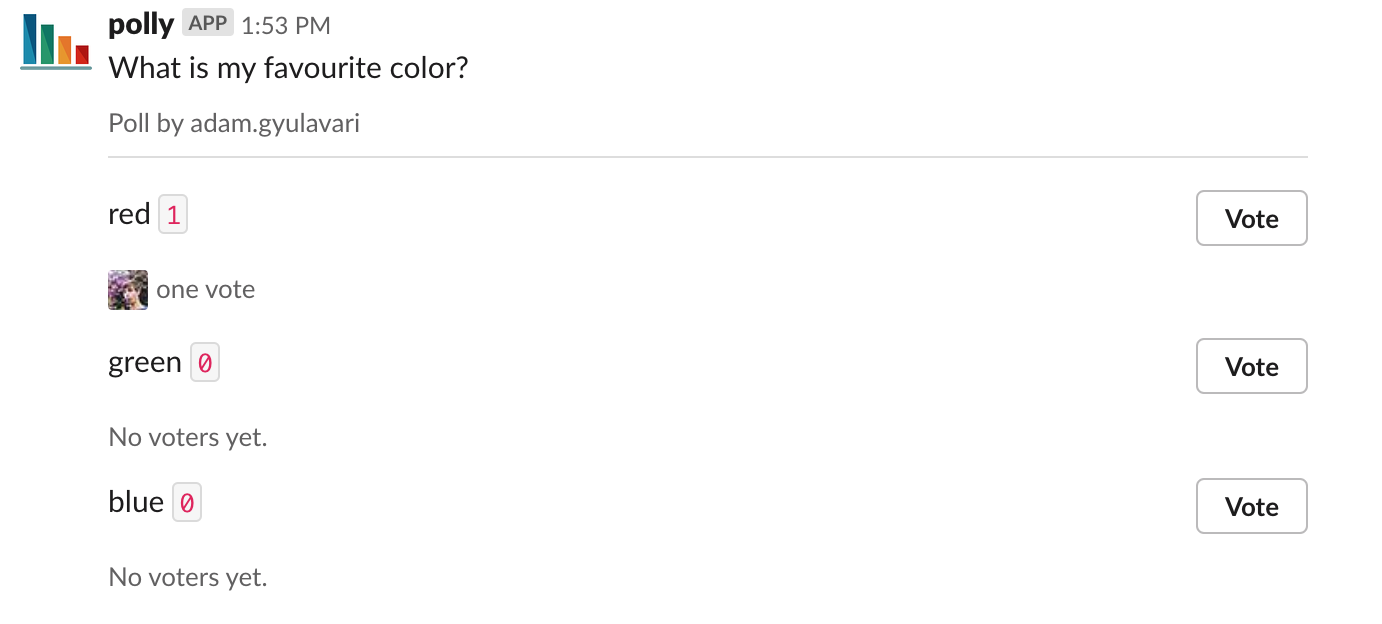 polly APP 1:53 PM
What is my favourite color?
Poll by adam.gyulavari
red 1 Vote
one vote
green 0 Vote
No voters yet.
blue 0 Vote
No voters yet.